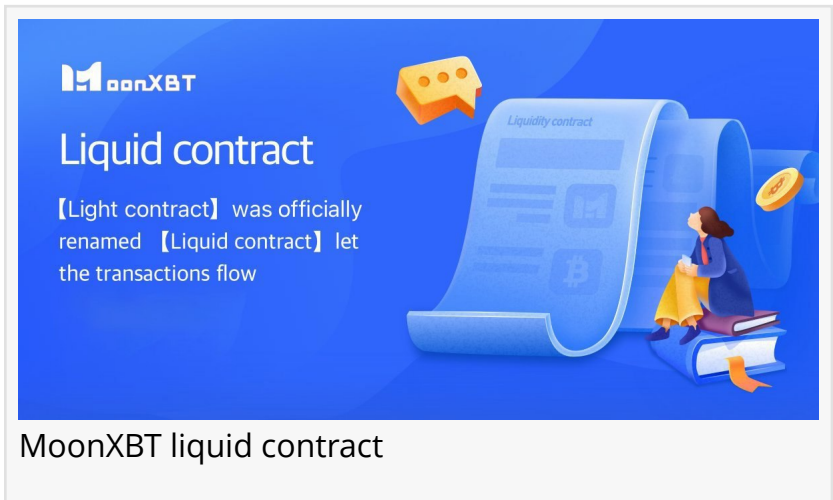 MoonXBT
Liquid contract
【Light contract】 was officially
renamed 【Liquid contract】 let
the transactions flow
Liquidity contract
MoonXBT liquid contract